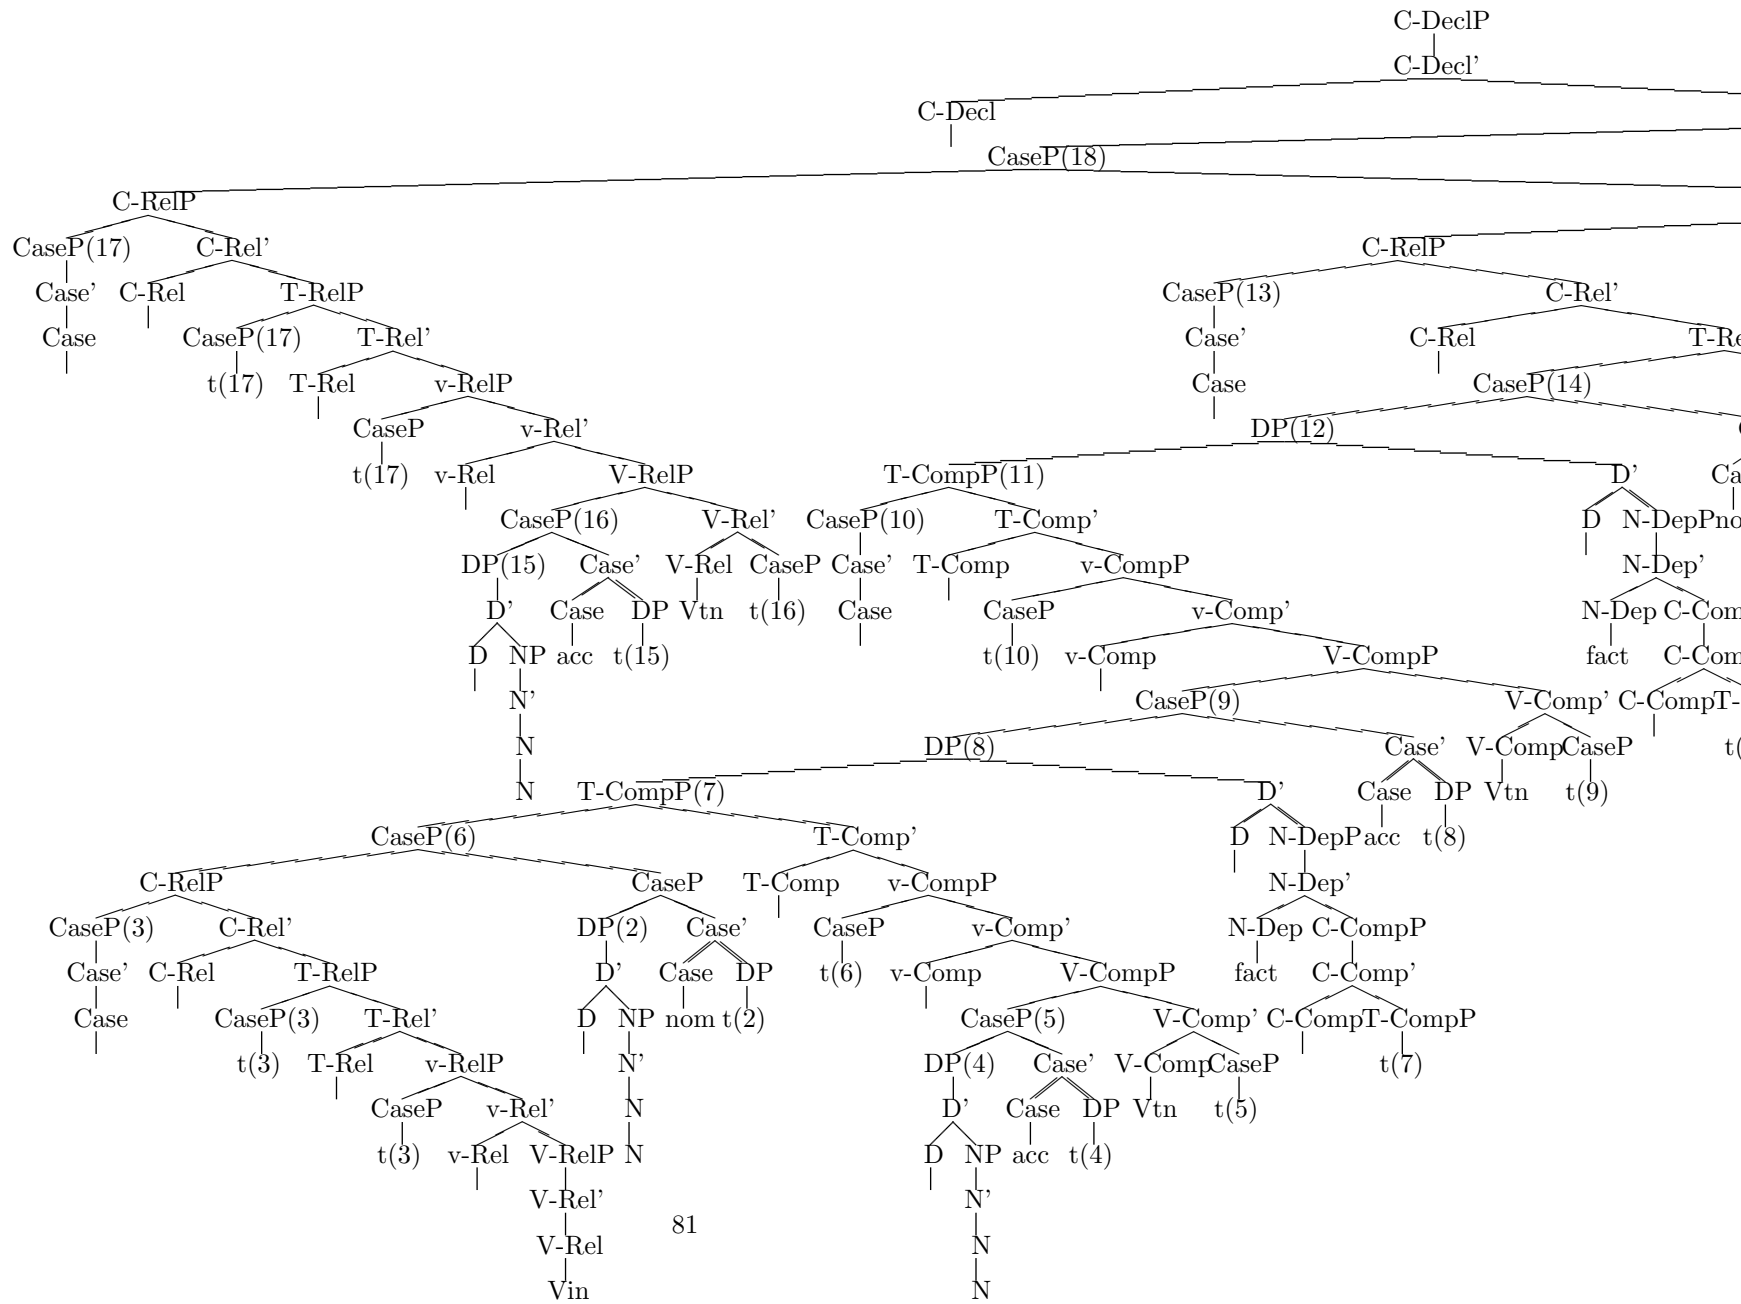 C-DeclP
C-Decl'
C-Decl
CaseP(18)
C-RelP
CaseP(17) C-Rel' C-RelP
Case' C-Rel T-RelP CaseP(13) C-Rel'
Case CaseP(17) T-Rel' Case' C-Rel T-Re
t(17) T-Rel v-RelP Case CaseP(14)
CaseP v-Rel' DP(12)
t(17) v-Rel V-RelP T-CompP(11) D' Ca
CaseP(16) V-Rel' CaseP(10) T-Comp' D N-DepP no
DP(15) Case' V-Rel CaseP Case' T-Comp v-CompP N-Dep'
D' Case DP Vtn t(16) Case CaseP v-Comp' N-Dep C-Com
D NP acc t(15) t(10) v-Comp V-CompP fact C-Com
N' CaseP(9) V-Comp' C-Comp T-
N DP(8) Case' V-Comp CaseP t(
N T-CompP(7) D' Case DP Vtn t(9)
CaseP(6) T-Comp' D N-DepP acc t(8)
C-RelP CaseP T-Comp v-CompP N-Dep'
CaseP(3) C-Rel' DP(2) Case' CaseP v-Comp' N-Dep C-CompP
Case' C-Rel T-RelP D' Case DP t(6) v-Comp V-CompP fact C-Comp'
Case CaseP(3) T-Rel' D NP nom t(2) CaseP(5) V-Comp' C-Comp T-CompP
t(3) T-Rel v-RelP N' DP(4) Case' V-Comp CaseP t(7)
CaseP v-Rel' N D' Case DP Vtn t(5)
t(3) v-Rel V-RelP N D NP acc t(4)
V-Rel' N'
81
V-Rel N
Vin N